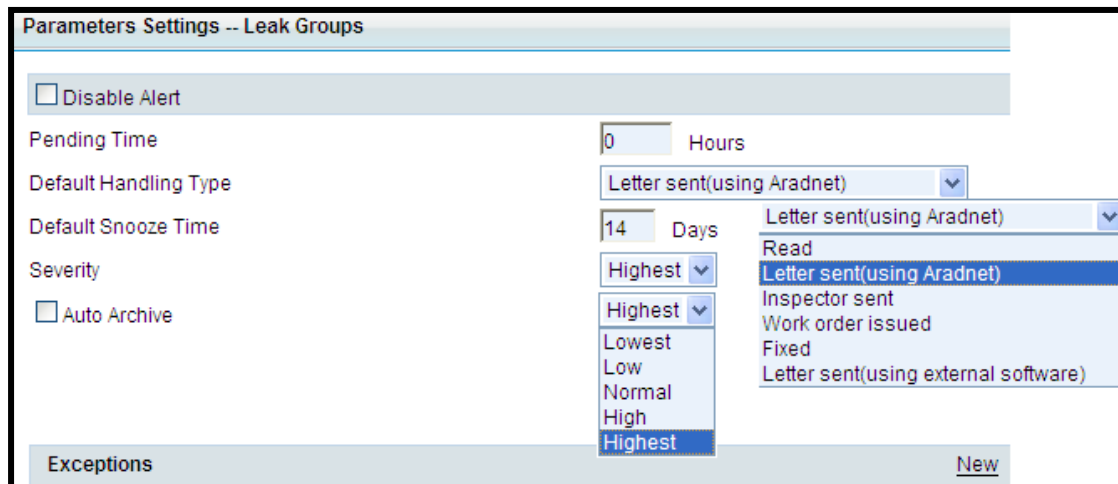 Parameters Settings -- Leak Groups
Disable Alert
Pending Time 0 Hours
Default Handling Type Letter sent(using Aradnet)
Default Snooze Time 14 Days
Severity Highest
Auto Archive Highest
Lowest
Low
Normal
High
Highest
Letter sent(using Aradnet)
Read
Letter sent(using Aradnet)
Inspector sent
Work order issued
Fixed
Letter sent(using external software)
Exceptions New